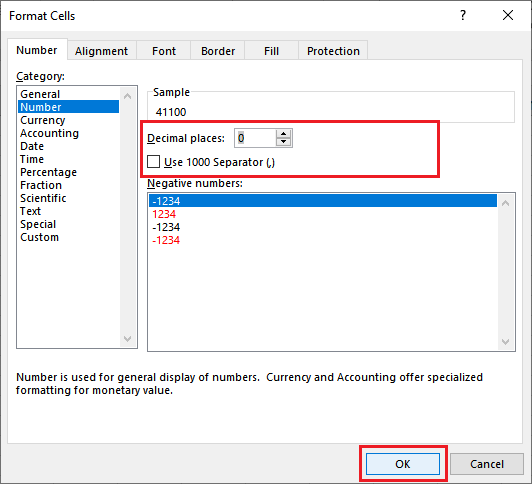 Format Cells
?
Number Alignment Font Border Fill Protection
Category:
General
Number
Currency
Accounting
Date
Time
Percentage
Fraction
Scientific
Text
Special
Custom
Sample
41100
Decimal places: 0
Use 1000 Separator (,)
Negative numbers:
-1234
1234
-1234
-1234
Number is used for general display of numbers. Currency and Accounting offer specialized
formatting for monetary value.
OK Cancel